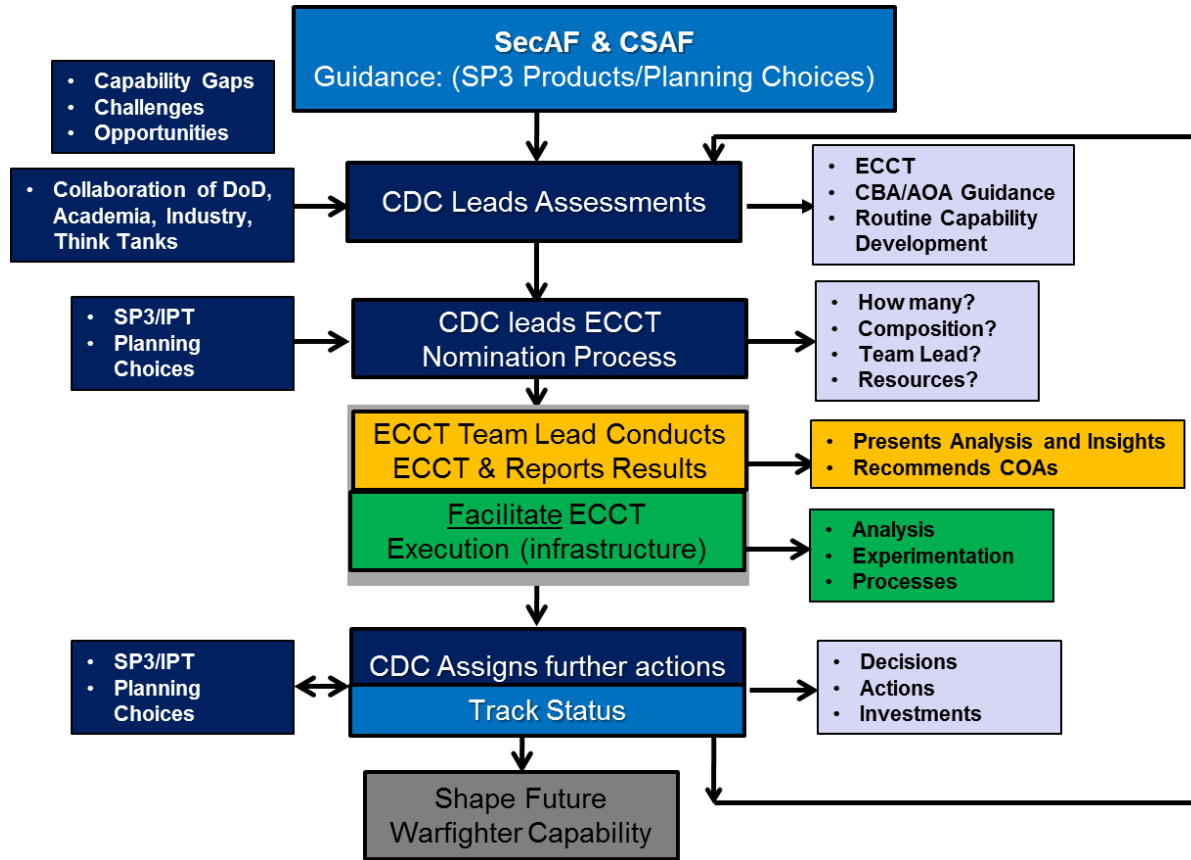 SecAF & CSAF
Guidance: (SP3 Products/Planning Choices)
• Capability Gaps
• Challenges
• Opportunities
• Collaboration of DoD,
Academia, Industry,
Think Tanks
CDC Leads Assessments
• ECCT
• CBA/AOA Guidance
• Routine Capability
Development
• SP3/IPT
• Planning
Choices
CDC leads ECCT
Nomination Process
• How many?
• Composition?
• Team Lead?
• Resources?
ECCT Team Lead Conducts
ECCT & Reports Results
• Presents Analysis and Insights
• Recommends COAs
Facilitate ECCT
Execution (infrastructure)
• Analysis
• Experimentation
• Processes
• SP3/IPT
• Planning
Choices
CDC Assigns further actions
Track Status
• Decisions
• Actions
• Investments
Shape Future
Warfighter Capability